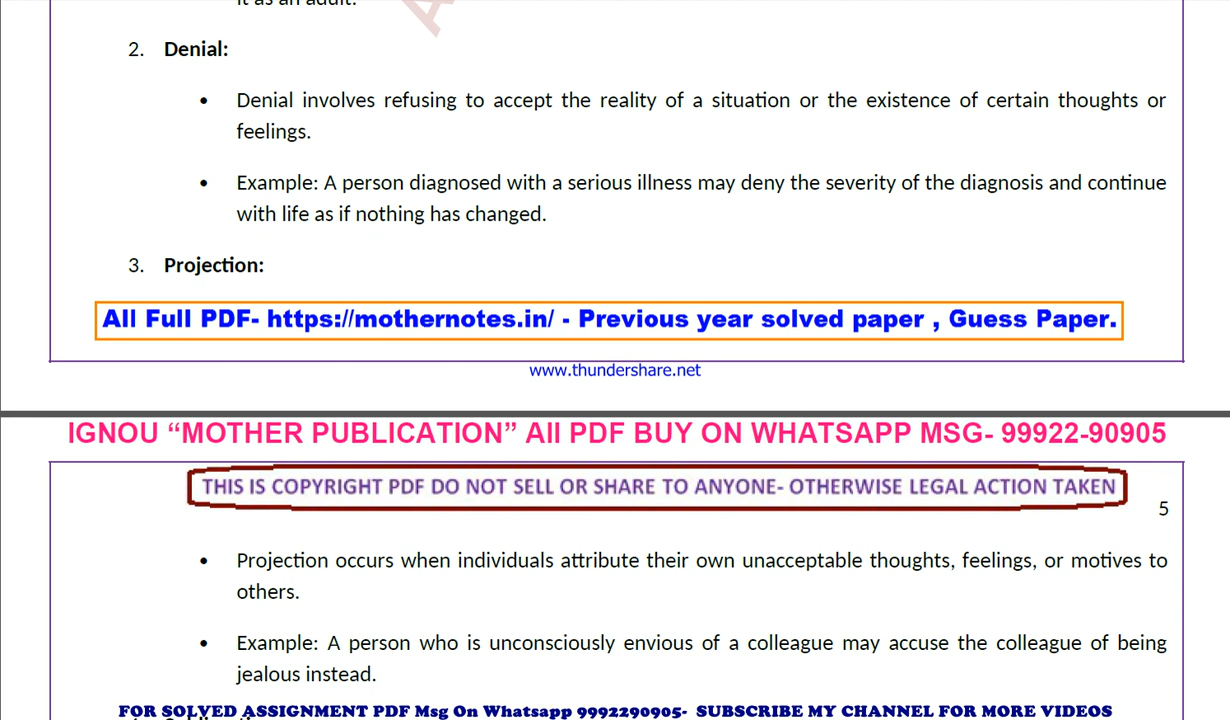 it as an adult.
2. Denial:
• Denial involves refusing to accept the reality of a situation or the existence of certain thoughts or
feelings.
• Example: A person diagnosed with a serious illness may deny the severity of the diagnosis and continue
with life as if nothing has changed.
3. Projection:
All Full PDF- https://mothernotes.in/ - Previous year solved paper , Guess Paper.
www.thundershare.net
IGNOU “MOTHER PUBLICATION” All PDF BUY ON WHATSAPP MSG- 99922-90905
THIS IS COPYRIGHT PDF DO NOT SELL OR SHARE TO ANYONE- OTHERWISE LEGAL ACTION TAKEN
5
• Projection occurs when individuals attribute their own unacceptable thoughts, feelings, or motives to
others.
• Example: A person who is unconsciously envious of a colleague may accuse the colleague of being
jealous instead.
FOR SOLVED ASSIGNMENT PDF Msg On Whatsapp 9992290905- SUBSCRIBE MY CHANNEL FOR MORE VIDEOS